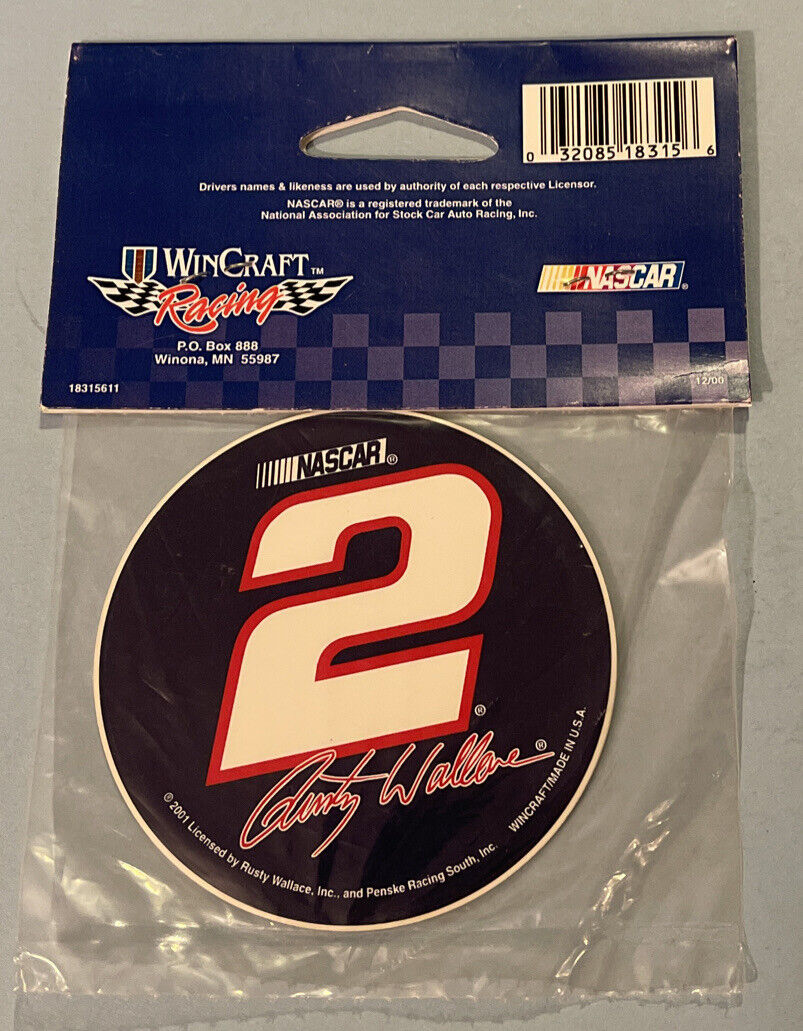 0 32085 18315 6
Drivers names & likeness are used by authority of each respective Licensor.
NASCAR® is a registered trademark of the
National Association for Stock Car Auto Racing, Inc.
WINCRAFT™
Racing
P.O. Box 888
Winona, MN 55987
NASCAR®
18315611
12/00
NASCAR®
2®
Rusty Wallace®
® 2001 Licensed by Rusty Wallace, Inc., and Penske Racing South, Inc.
WINCRAFT/MADE IN U.S.A.